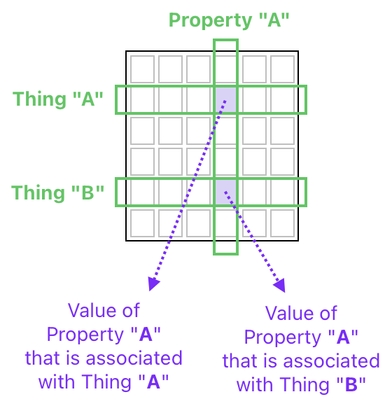 Property "A"
Thing "A"
Thing "B"
Value of
Property "A"
that is associated
with Thing "A"
Value of
Property "A"
that is associated
with Thing "B"